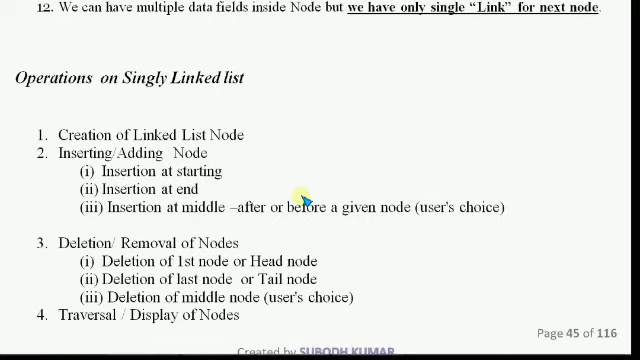 12. We can have multiple data fields inside Node but we have only single “Link” for next node.
Operations on Singly Linked list
1. Creation of Linked List Node
2. Inserting/Adding Node
(i) Insertion at starting
(ii) Insertion at end
(iii) Insertion at middle –after or before a given node (user's choice)
3. Deletion/ Removal of Nodes
(i) Deletion of 1st node or Head node
(ii) Deletion of last node or Tail node
(iii) Deletion of middle node (user's choice)
4. Traversal / Display of Nodes
Page 45 of 116
Created by SUBODH KUMAR